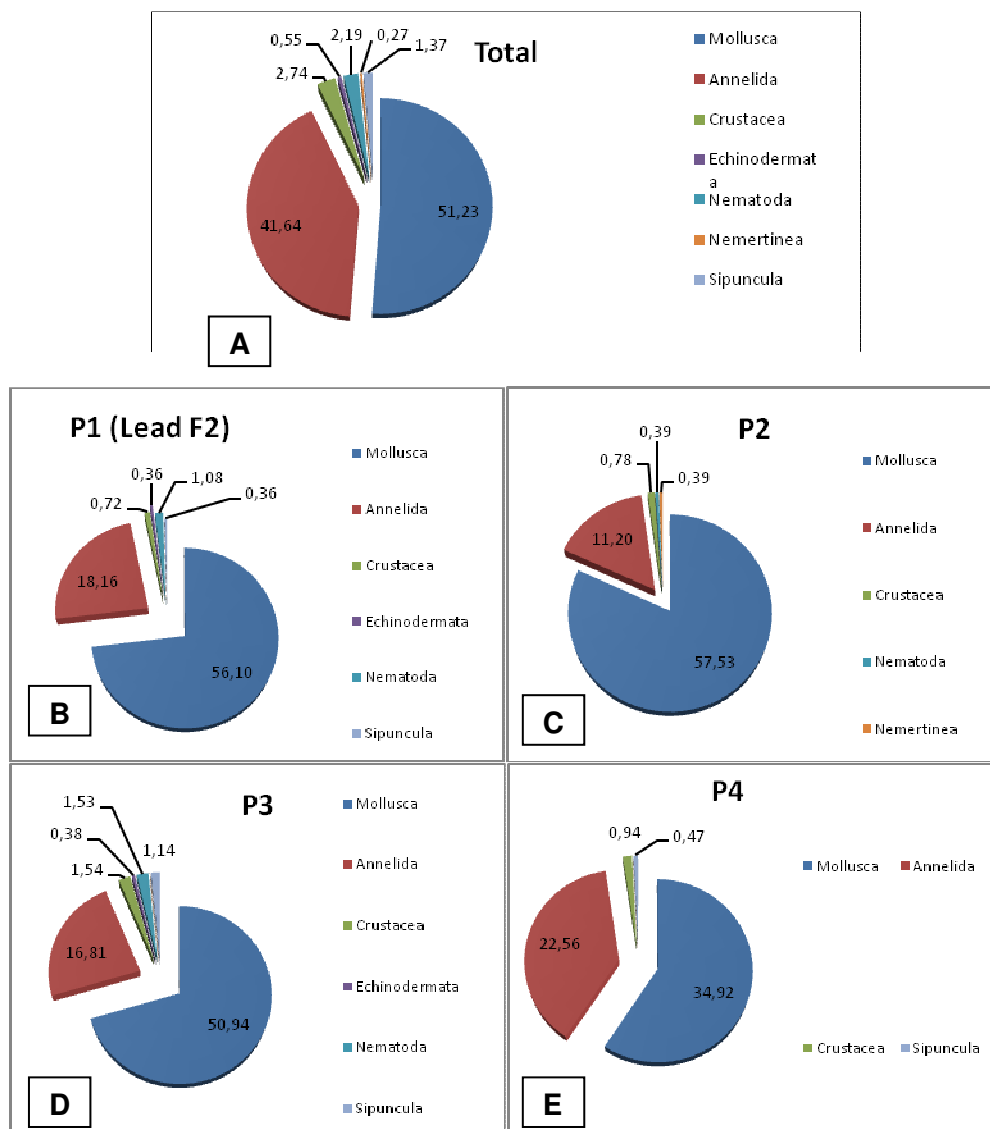 Total
0,55
2,19
0,27
1,37
2,74
41,64
51,23
Mollusca
Annelida
Crustacea
Echinodermat
a
Nematoda
Nemertinea
Sipuncula
A
P1 (Lead F2)
0,36
1,08
0,36
0,72
18,16
56,10
Mollusca
Annelida
Crustacea
Echinodermata
Nematoda
Sipuncula
B
P2
0,39
0,78
0,39
11,20
57,53
Mollusca
Annelida
Crustacea
Nematoda
Nemertinea
C
P3
1,53
0,38
1,14
1,54
16,81
50,94
Mollusca
Annelida
Crustacea
Echinodermata
Nematoda
Sipuncula
D
P4
0,94
0,47
22,56
34,92
Mollusca Annelida
Crustacea Sipuncula
E